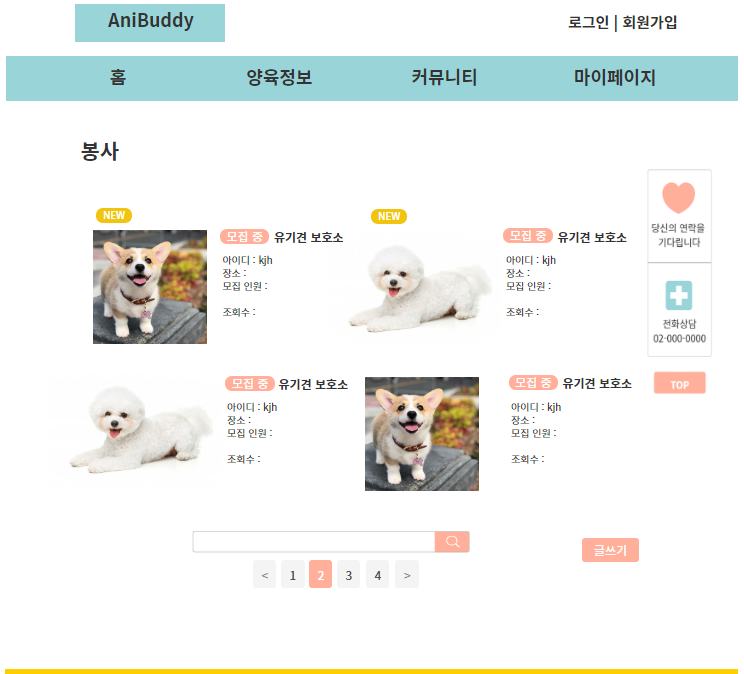 AniBuddy
로그인 | 회원가입
홈 양육정보 커뮤니티 마이페이지
봉사
NEW
모집 중 유기견 보호소
아이디 : kjh
장소 :
모집 인원 :
조회수 :
NEW
모집 중 유기견 보호소
아이디 : kjh
장소 :
모집 인원 :
조회수 :
당신의 연락을
기다립니다
전화상담
02-000-0000
TOP
모집 중 유기견 보호소
아이디 : kjh
장소 :
모집 인원 :
조회수 :
모집 중 유기견 보호소
아이디 : kjh
장소 :
모집 인원 :
조회수 :
글쓰기
< 1 2 3 4 >